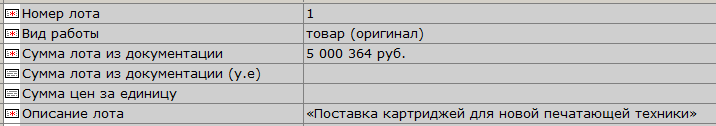 Номер лота 1
Вид работы товар (оригинал)
Сумма лота из документации 5 000 364 руб.
Сумма лота из документации (у.е)
Сумма цен за единицу
Описание лота «Поставка картриджей для новой печатающей техники»